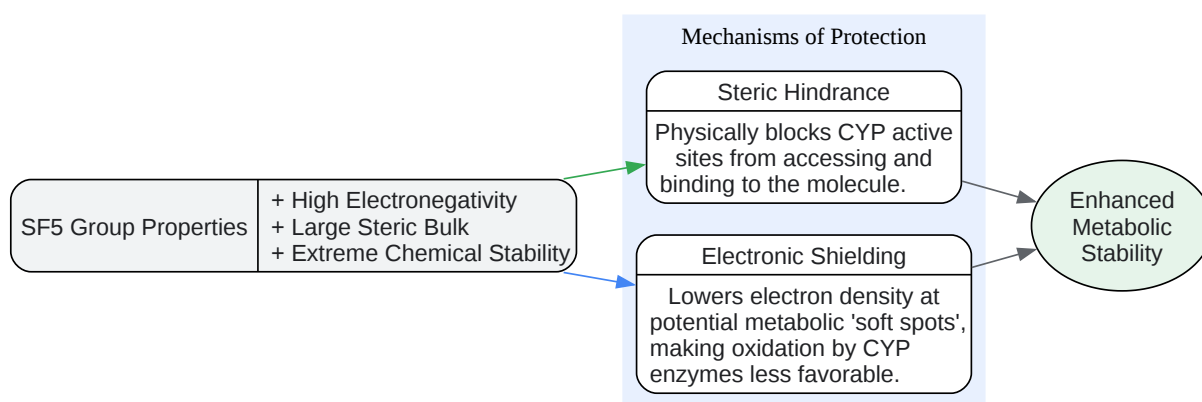 Mechanisms of Protection
SF5 Group Properties
+ High Electronegativity
+ Large Steric Bulk
+ Extreme Chemical Stability
Steric Hindrance
Physically blocks CYP active
sites from accessing and
binding to the molecule.
Electronic Shielding
Lowers electron density at
potential metabolic 'soft spots',
making oxidation by CYP
enzymes less favorable.
Enhanced
Metabolic
Stability